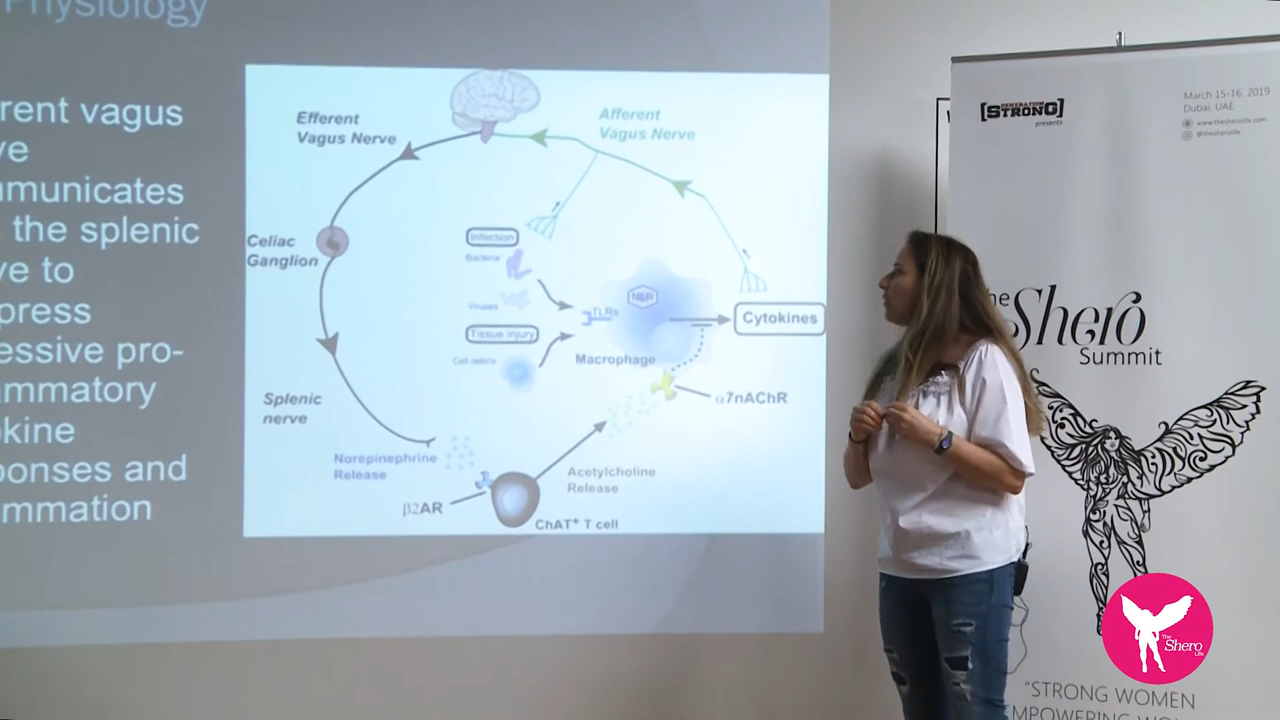 Physiology
rent vagus
ve
mmunicates
the splenic
ve to
press
essive pro-
ammatory
okine
ponses and
ammation
Efferent
Vagus Nerve
Afferent
Vagus Nerve
Celiac
Ganglion
Infection
Bacteria
Viruses
Tissue injury
Cell debris
TLRs
Macrophage
Cytokines
α7nAChR
Splenic
nerve
Norepinephrine
Release
Acetylcholine
Release
β2AR
ChAT+ T cell
[GENERATION
STRONG]
presents
March 15-16, 2019
Dubai, UAE
www.thesherolife.com
@thesherolife
The
Shero
Summit
The
Shero
Life
"STRONG WOMEN
EMPOWERING WO